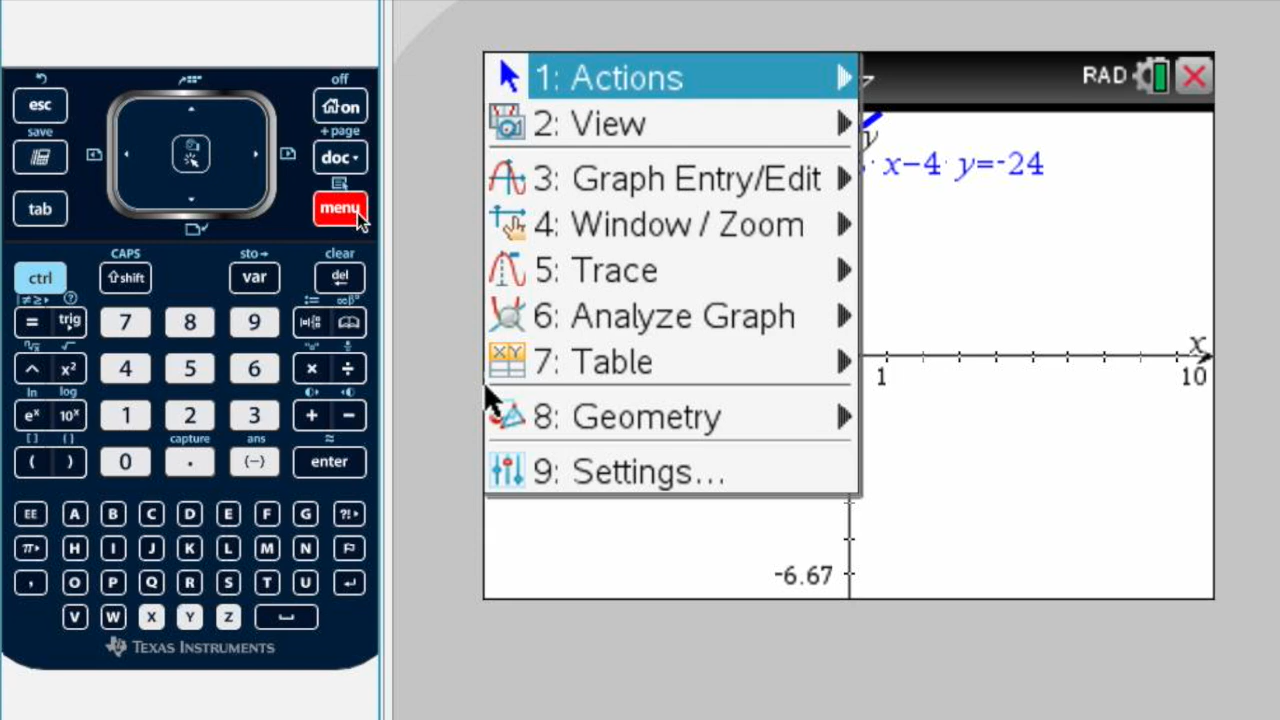 off
esc
on
save
+ page
doc
tab
menu
CAPS
sto→
clear
ctrl
shift
var
del
=
trig
7
8
9
^
x²
4
5
6
×
÷
ln
log
eˣ
10ˣ
1
2
3
+
−
[ ]
( )
capture
ans
≈
(
)
0
.
(−)
enter
EE
A
B
C
D
E
F
G
?!▸
π▸
H
I
J
K
L
M
N
,
O
P
Q
R
S
T
U
V
W
X
Y
Z
TEXAS INSTRUMENTS
1: Actions
2: View
3: Graph Entry/Edit
4: Window / Zoom
5: Trace
6: Analyze Graph
7: Table
8: Geometry
9: Settings...
RAD
y
· x−4· y=-24
x
1
10
-6.67